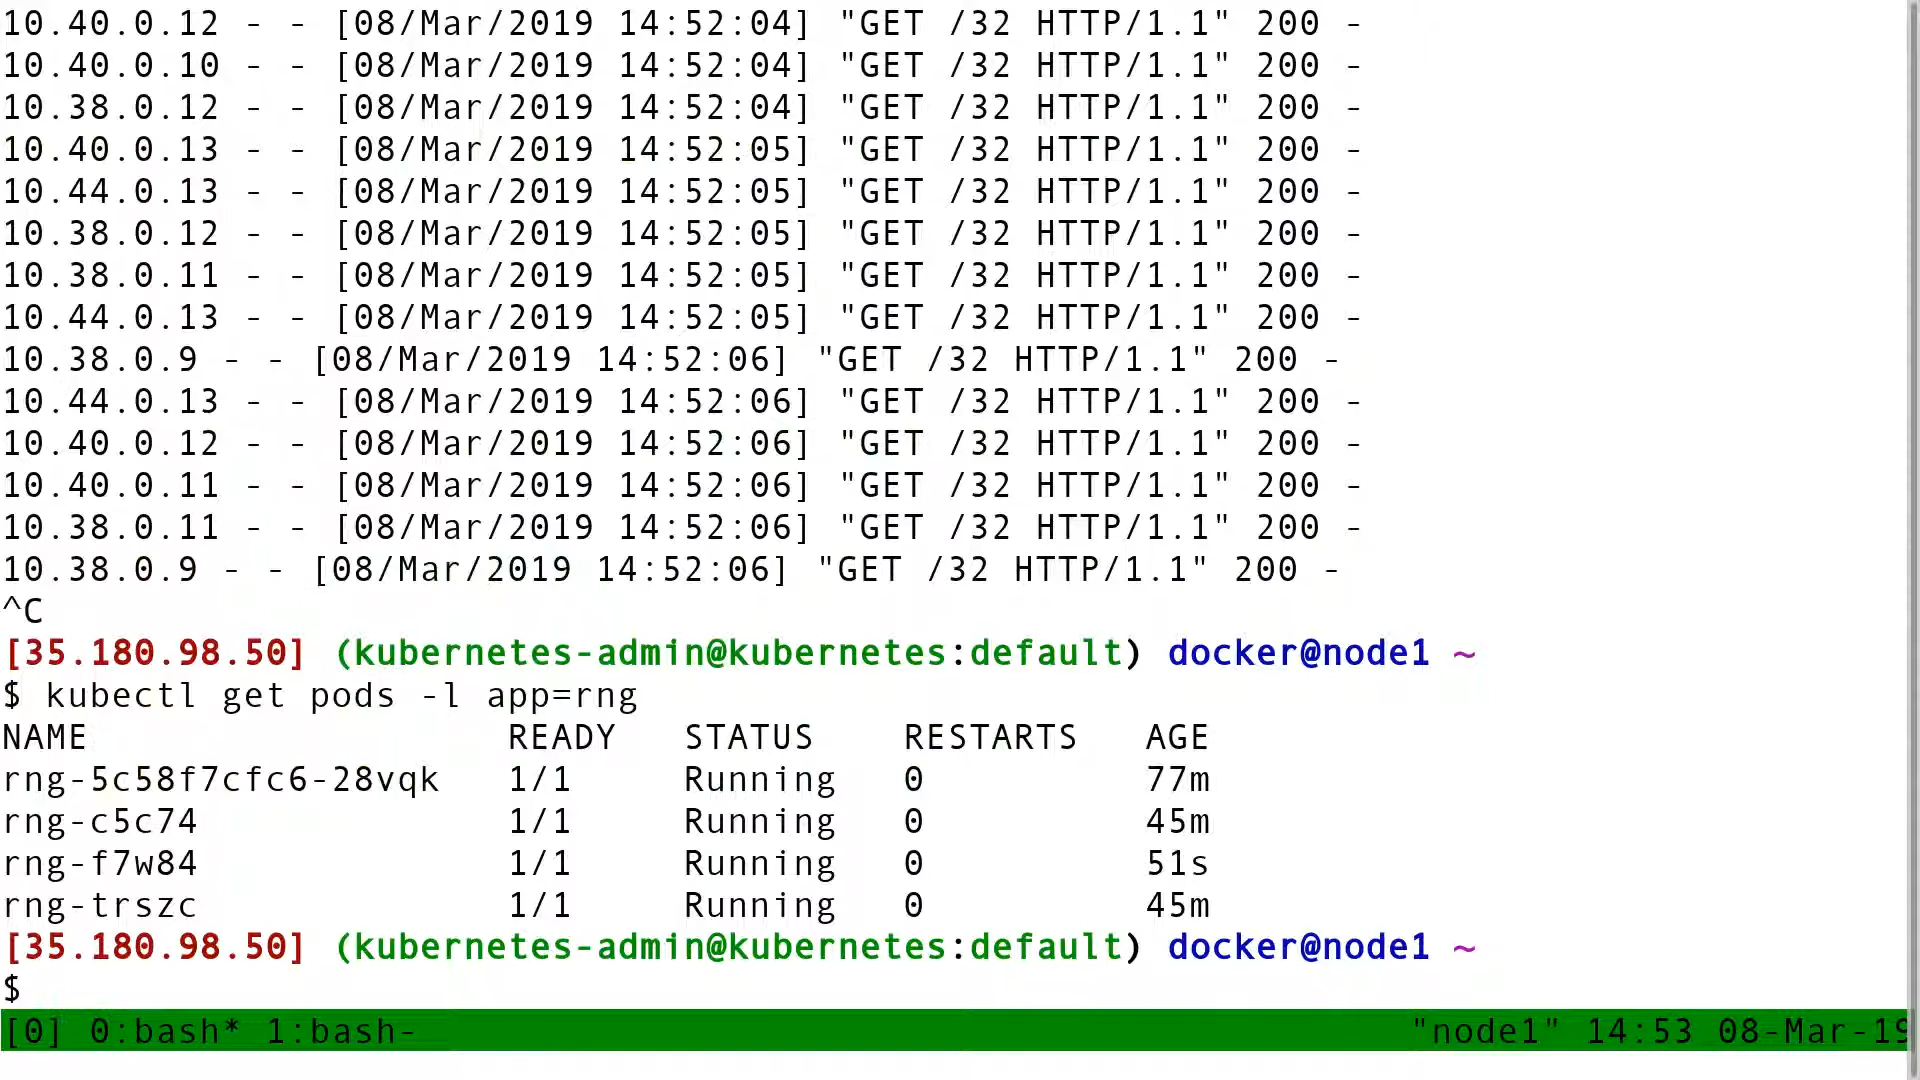 10.40.0.12 - - [08/Mar/2019 14:52:04] "GET /32 HTTP/1.1" 200 -
10.40.0.10 - - [08/Mar/2019 14:52:04] "GET /32 HTTP/1.1" 200 -
10.38.0.12 - - [08/Mar/2019 14:52:04] "GET /32 HTTP/1.1" 200 -
10.40.0.13 - - [08/Mar/2019 14:52:05] "GET /32 HTTP/1.1" 200 -
10.44.0.13 - - [08/Mar/2019 14:52:05] "GET /32 HTTP/1.1" 200 -
10.38.0.12 - - [08/Mar/2019 14:52:05] "GET /32 HTTP/1.1" 200 -
10.38.0.11 - - [08/Mar/2019 14:52:05] "GET /32 HTTP/1.1" 200 -
10.44.0.13 - - [08/Mar/2019 14:52:05] "GET /32 HTTP/1.1" 200 -
10.38.0.9 - - [08/Mar/2019 14:52:06] "GET /32 HTTP/1.1" 200 -
10.44.0.13 - - [08/Mar/2019 14:52:06] "GET /32 HTTP/1.1" 200 -
10.40.0.12 - - [08/Mar/2019 14:52:06] "GET /32 HTTP/1.1" 200 -
10.40.0.11 - - [08/Mar/2019 14:52:06] "GET /32 HTTP/1.1" 200 -
10.38.0.11 - - [08/Mar/2019 14:52:06] "GET /32 HTTP/1.1" 200 -
10.38.0.9 - - [08/Mar/2019 14:52:06] "GET /32 HTTP/1.1" 200 -
^C
[35.180.98.50] (kubernetes-admin@kubernetes:default) docker@node1 ~
$ kubectl get pods -l app=rng
NAME                   READY   STATUS    RESTARTS   AGE
rng-5c58f7cfc6-28vqk   1/1     Running   0          77m
rng-c5c74              1/1     Running   0          45m
rng-f7w84              1/1     Running   0          51s
rng-trszc              1/1     Running   0          45m
[35.180.98.50] (kubernetes-admin@kubernetes:default) docker@node1 ~
$
[0] 0:bash* 1:bash- "node1" 14:53 08-Mar-19